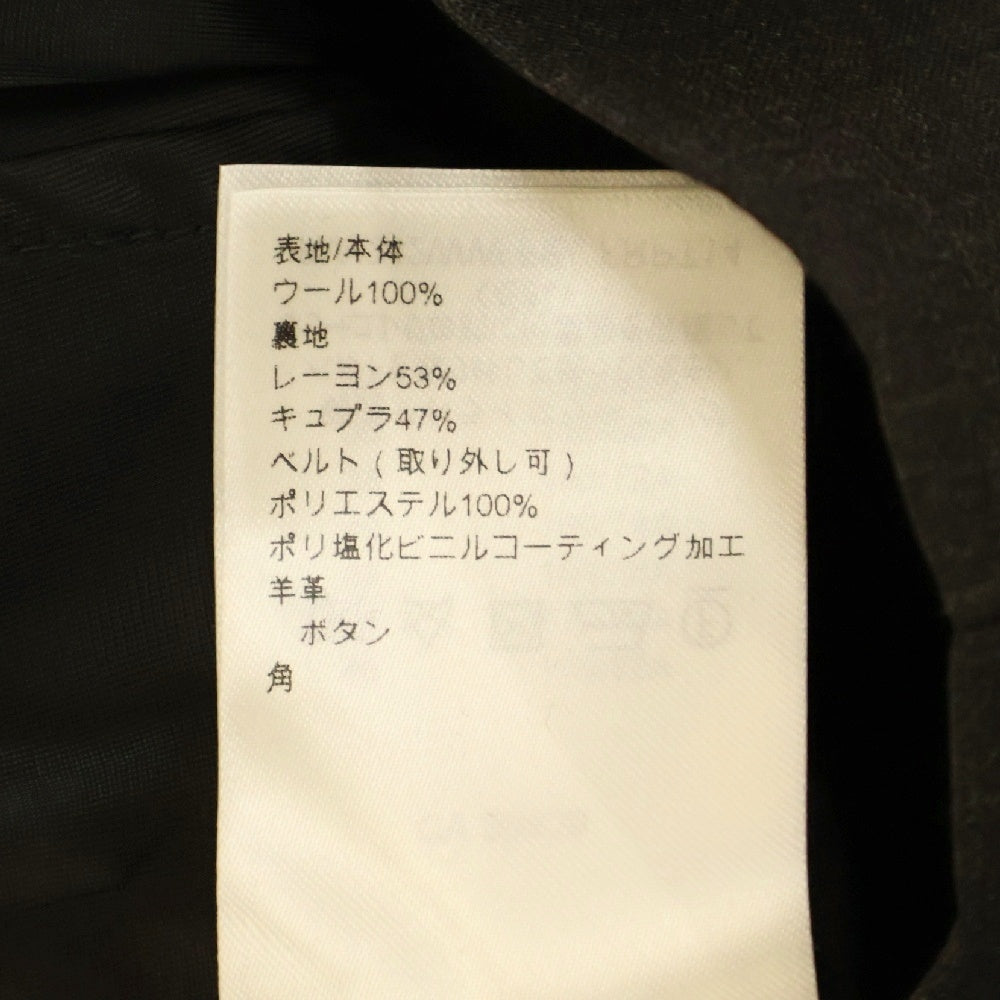 表地/本体
ウール100%
裏地
レーヨン53%
キュプラ47%
ベルト(取り外し可)
ポリエステル100%
ポリ塩化ビニルコーティング加工
羊革
ボタン
角